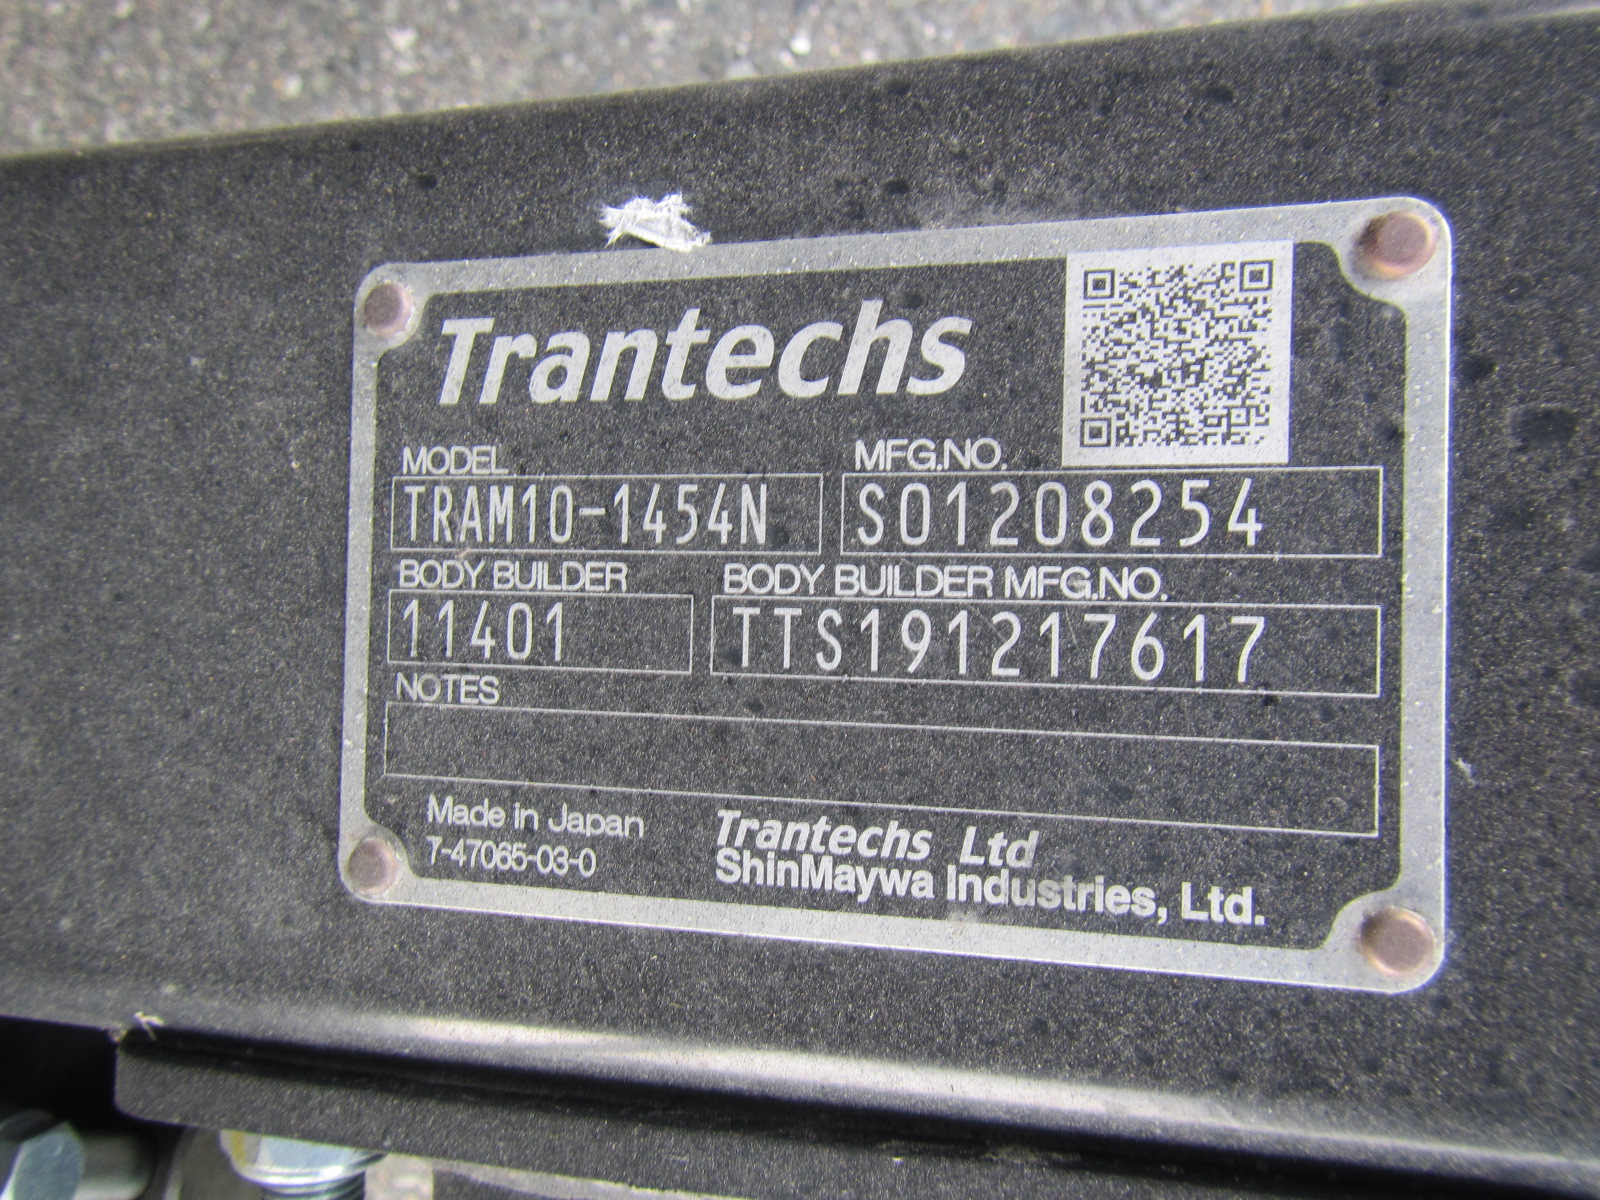 Trantechs
MODEL
MFG.NO.
TRAM10-1454N
S01208254
BODY BUILDER
BODY BUILDER MFG.NO.
11401
TTS191217617
NOTES
Made in Japan
7-47065-03-0
Trantechs Ltd
ShinMaywa Industries, Ltd.